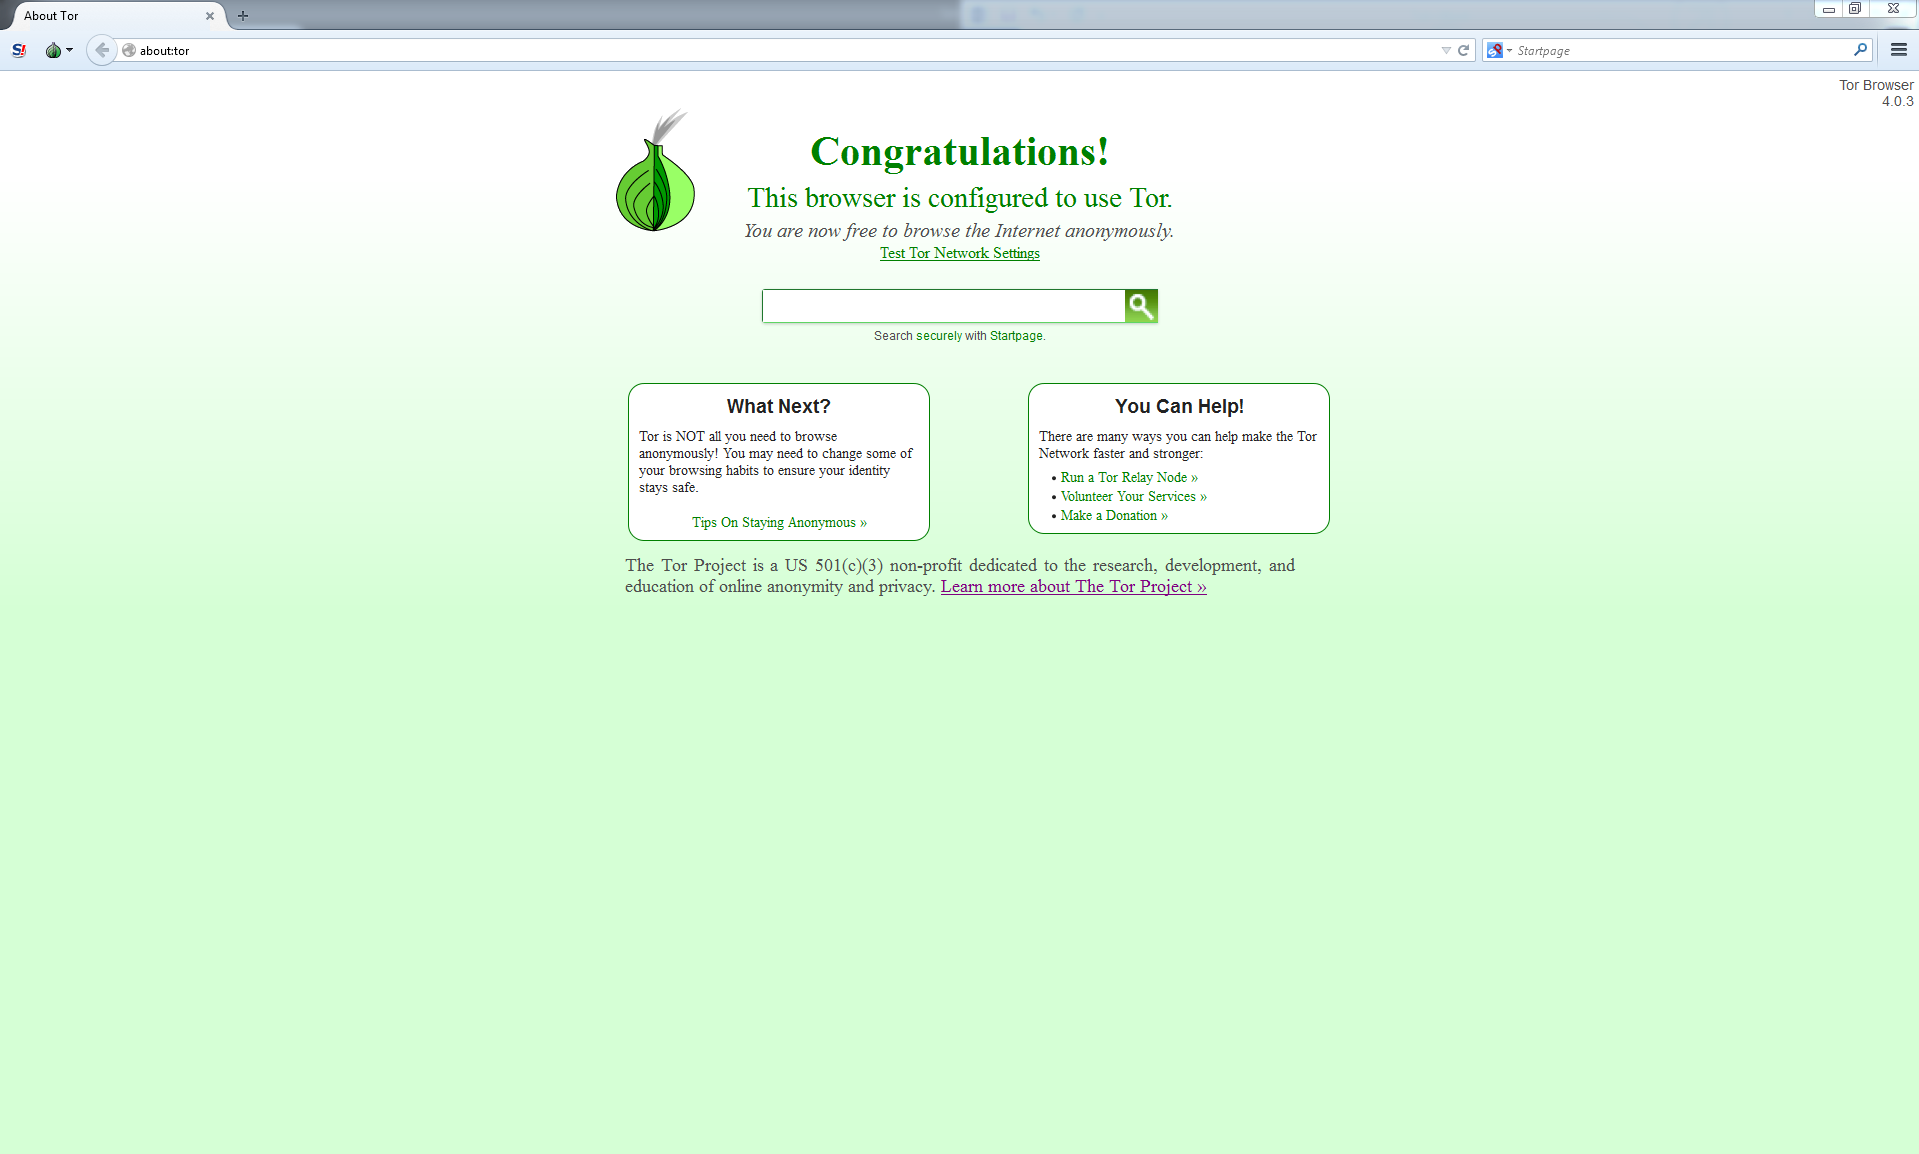 About Tor
S!
about:tor
Startpage
Tor Browser
4.0.3
Congratulations!
This browser is configured to use Tor.
You are now free to browse the Internet anonymously.
Test Tor Network Settings
Search securely with Startpage.
What Next?
Tor is NOT all you need to browse
anonymously! You may need to change some of
your browsing habits to ensure your identity
stays safe.
Tips On Staying Anonymous »
You Can Help!
There are many ways you can help make the Tor
Network faster and stronger:
• Run a Tor Relay Node »
• Volunteer Your Services »
• Make a Donation »
The Tor Project is a US 501(c)(3) non-profit dedicated to the research, development, and
education of online anonymity and privacy. Learn more about The Tor Project »